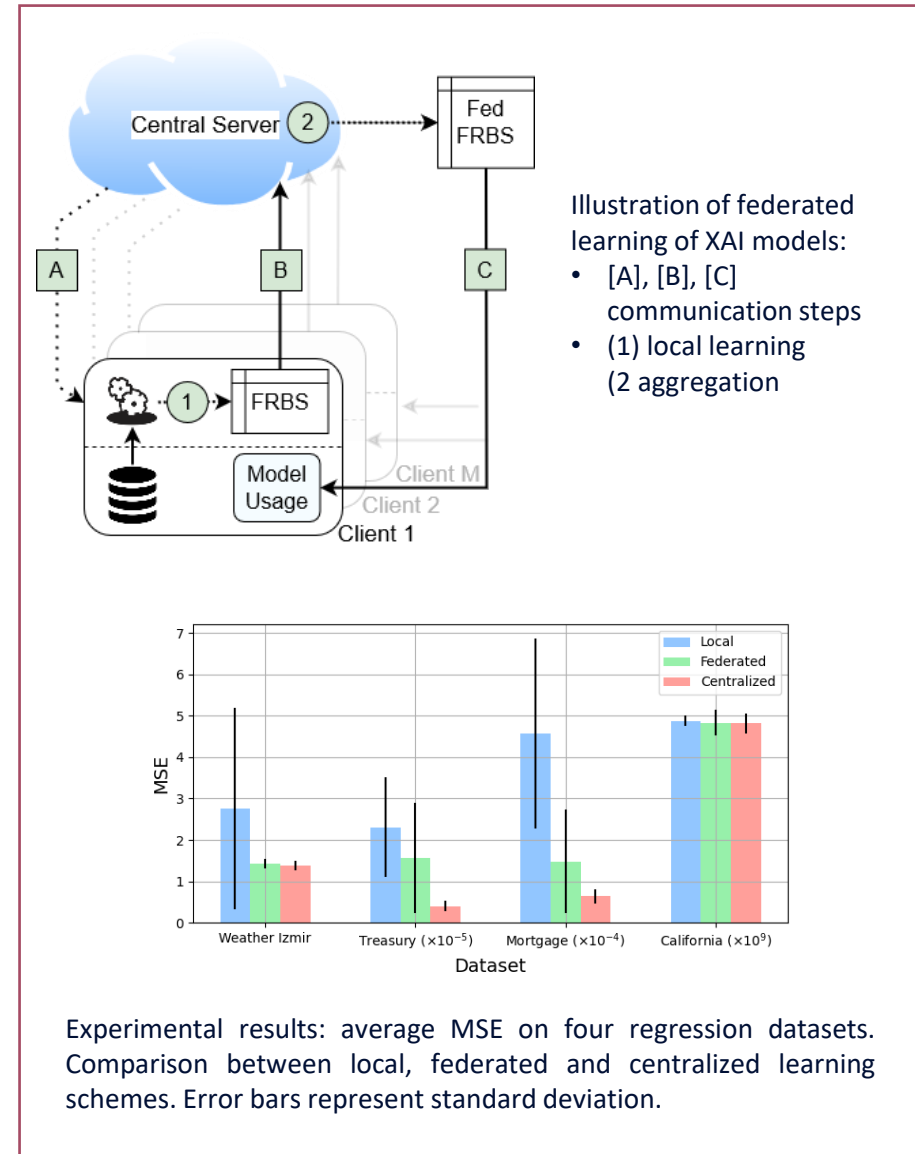 Central Server
2
Fed
FRBS
A
B
C
1
FRBS
Model
Usage
Client M
Client 2
Client 1
Illustration of federated
learning of XAI models:
• [A], [B], [C]
communication steps
• (1) local learning
(2 aggregation
7
6
5
4
3
2
1
0
MSE
Local
Federated
Centralized
Weather Izmir
Treasury (×10⁻⁵)
Mortgage (×10⁻⁴)
California (×10⁹)
Dataset
Experimental results: average MSE on four regression datasets.
Comparison between local, federated and centralized learning
schemes. Error bars represent standard deviation.